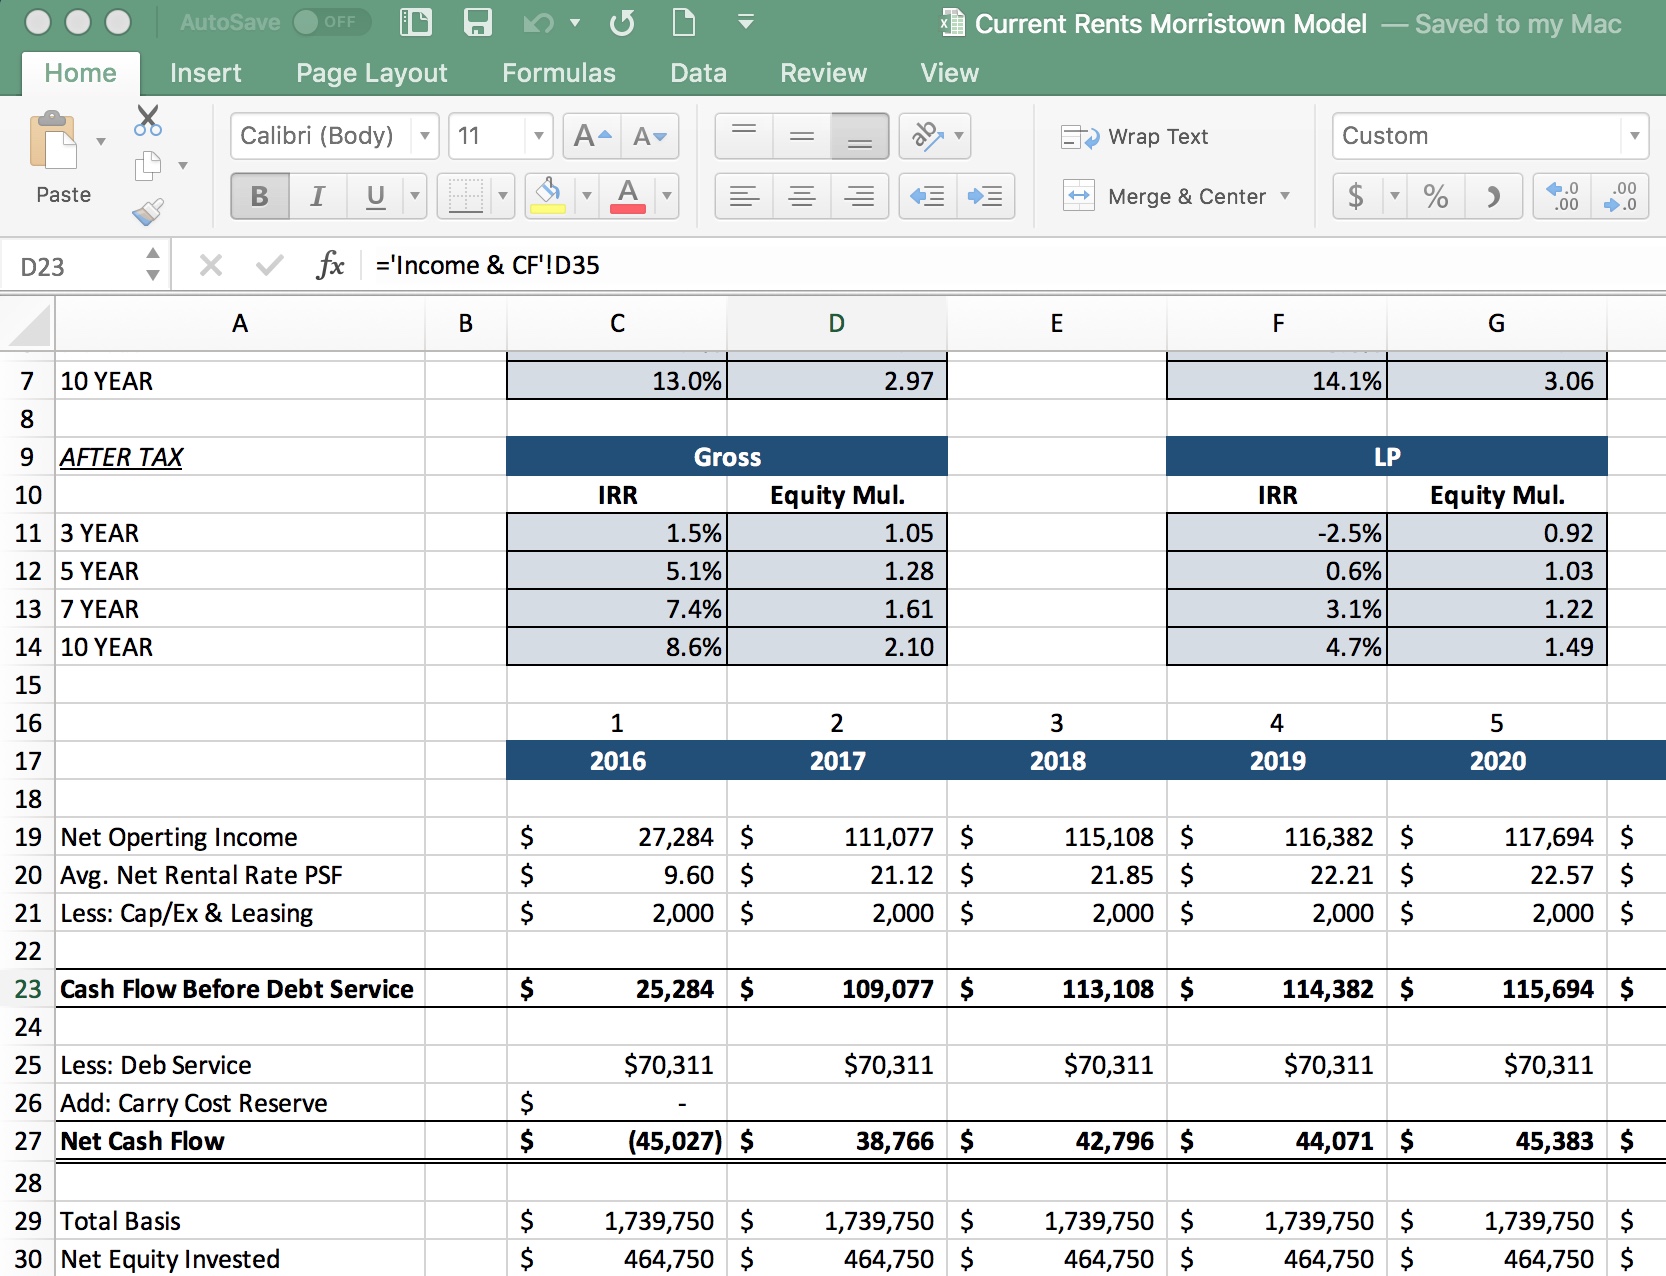 AutoSave OFF Current Rents Morristown Model — Saved to my Mac
Home Insert Page Layout Formulas Data Review View
Paste Calibri (Body) 11 A A Wrap Text Custom
B I U A Merge & Center $ % .0 .00 .00 .0
D23 fx ='Income & CF'!D35
A B C D E F G
7 10 YEAR 13.0% 2.97 14.1% 3.06
8
9 AFTER TAX Gross LP
10 IRR Equity Mul. IRR Equity Mul.
11 3 YEAR 1.5% 1.05 -2.5% 0.92
12 5 YEAR 5.1% 1.28 0.6% 1.03
13 7 YEAR 7.4% 1.61 3.1% 1.22
14 10 YEAR 8.6% 2.10 4.7% 1.49
15
16 1 2 3 4 5
17 2016 2017 2018 2019 2020
18
19 Net Operting Income $ 27,284 $ 111,077 $ 115,108 $ 116,382 $ 117,694 $
20 Avg. Net Rental Rate PSF $ 9.60 $ 21.12 $ 21.85 $ 22.21 $ 22.57 $
21 Less: Cap/Ex & Leasing $ 2,000 $ 2,000 $ 2,000 $ 2,000 $ 2,000 $
22
23 Cash Flow Before Debt Service $ 25,284 $ 109,077 $ 113,108 $ 114,382 $ 115,694 $
24
25 Less: Deb Service $70,311 $70,311 $70,311 $70,311 $70,311
26 Add: Carry Cost Reserve $ -
27 Net Cash Flow $ (45,027) $ 38,766 $ 42,796 $ 44,071 $ 45,383 $
28
29 Total Basis $ 1,739,750 $ 1,739,750 $ 1,739,750 $ 1,739,750 $ 1,739,750 $
30 Net Equity Invested $ 464,750 $ 464,750 $ 464,750 $ 464,750 $ 464,750 $